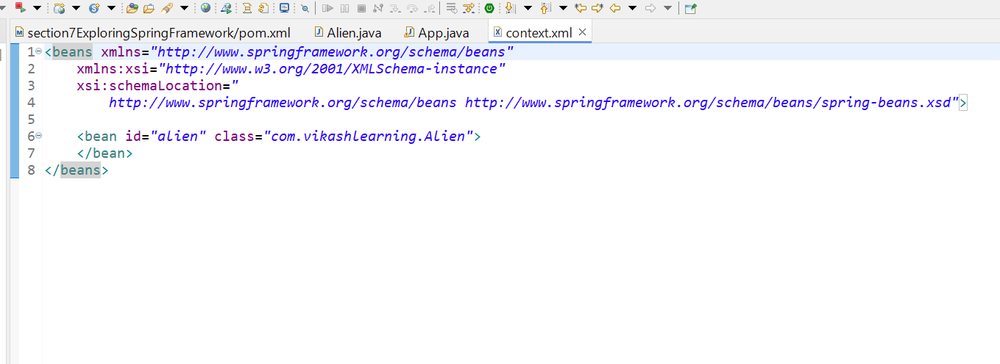 section7ExploringSpringFramework/pom.xml Alien.java App.java context.xml
1 <beans xmlns="http://www.springframework.org/schema/beans"
2 xmlns:xsi="http://www.w3.org/2001/XMLSchema-instance"
3 xsi:schemaLocation="
4 http://www.springframework.org/schema/beans http://www.springframework.org/schema/beans/spring-beans.xsd">
5
6 <bean id="alien" class="com.vikashlearning.Alien">
7 </bean>
8 </beans>